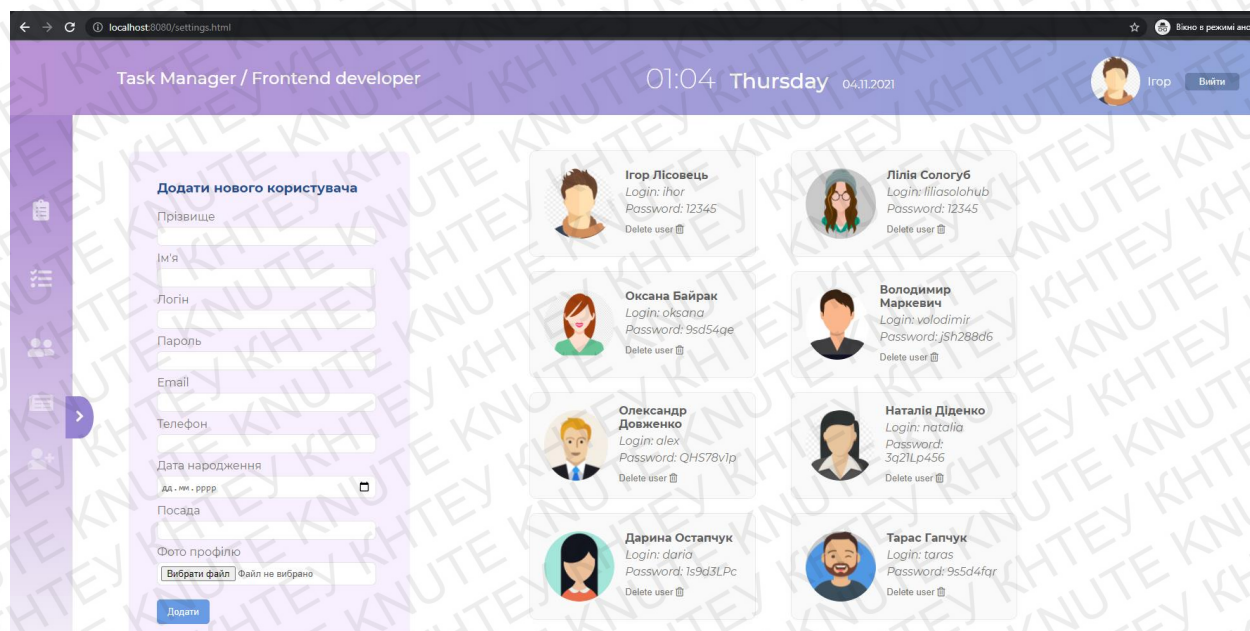 localhost:8080/settings.html
Вікно в режимі анс
Task Manager / Frontend developer
01:04 Thursday 04.11.2021
Ігор
Вийти
Додати нового користувача
Прізвище
Ім'я
Логін
Пароль
Email
Телефон
Дата народження
дд.мм.рррр
Посада
Фото профілю
Вибрати файл Файл не вибрано
Додати
Ігор Лісовець
Login: ihor
Password: 12345
Delete user
Лілія Сологуб
Login: liliasolohub
Password: 12345
Delete user
Оксана Байрак
Login: oksana
Password: 9sd54qe
Delete user
Володимир
Маркевич
Login: volodimir
Password: jSh288d6
Delete user
Олександр
Довженко
Login: alex
Password: QHS78v1p
Delete user
Наталія Діденко
Login: natalia
Password:
3q21Lp456
Delete user
Дарина Остапчук
Login: daria
Password: 1s9d3LPc
Delete user
Тарас Гапчук
Login: taras
Password: 9s5d4fqr
Delete user
KHTEY KNUTE